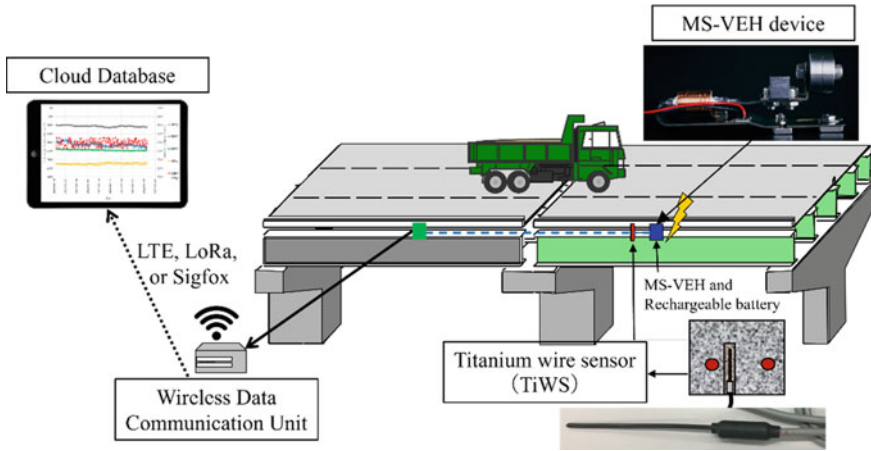 MS-VEH device
Cloud Database
LTE, LoRa,
or Sigfox
MS-VEH and
Rechargeable battery
Titanium wire sensor
(TiWS)
Wireless Data
Communication Unit